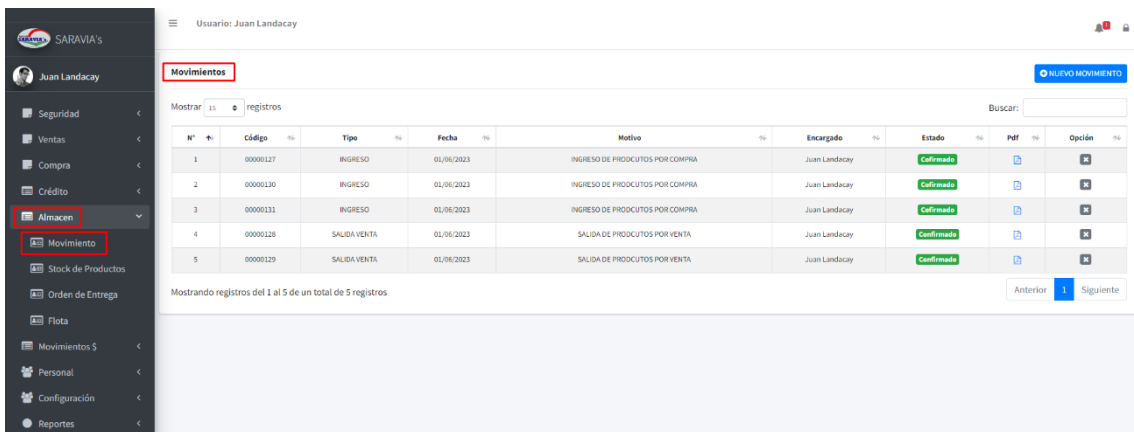 SARAVIA's
Usuario: Juan Landacay
Juan Landacay
Seguridad
Ventas
Compra
Crédito
Almacen
Movimiento
Stock de Productos
Orden de Entrega
Flota
Movimientos $
Personal
Configuración
Reportes
Movimientos
NUEVO MOVIMIENTO
Mostrar 15 registros
Buscar:
N° Código Tipo Fecha Motivo Encargado Estado Pdf Opción
1 00000127 INGRESO 01/06/2023 INGRESO DE PRODCUTOS POR COMPRA Juan Landacay Cofirmado
2 00000130 INGRESO 01/06/2023 INGRESO DE PRODCUTOS POR COMPRA Juan Landacay Cofirmado
3 00000131 INGRESO 01/06/2023 INGRESO DE PRODCUTOS POR COMPRA Juan Landacay Cofirmado
4 00000128 SALIDA VENTA 01/06/2023 SALIDA DE PRODCUTOS POR VENTA Juan Landacay Confirmado
5 00000129 SALIDA VENTA 01/06/2023 SALIDA DE PRODCUTOS POR VENTA Juan Landacay Confirmado
Mostrando registros del 1 al 5 de un total de 5 registros
Anterior 1 Siguiente